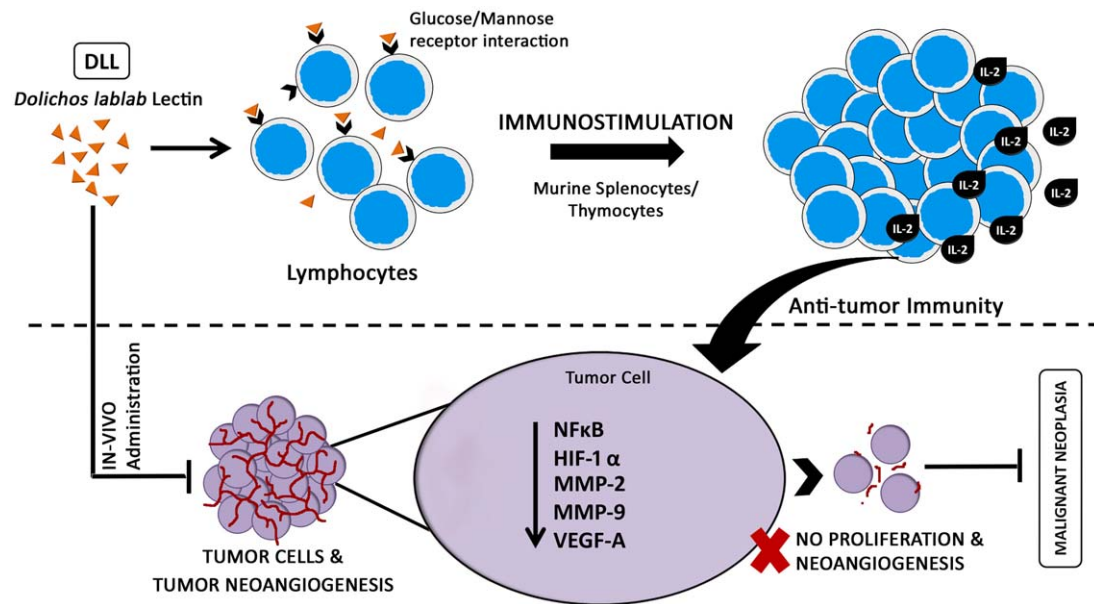 DLL
Dolichos lablab Lectin
Glucose/Mannose
receptor interaction
Lymphocytes
IMMUNOSTIMULATION
Murine Splenocytes/
Thymocytes
IL-2
IL-2
IL-2
IL-2
IL-2
IL-2
IL-2
IL-2
Anti-tumor Immunity
IN-VIVO
Administration
TUMOR CELLS &
TUMOR NEOANGIOGENESIS
Tumor Cell
NFκB
HIF-1 α
MMP-2
MMP-9
VEGF-A
NO PROLIFERATION &
NEOANGIOGENESIS
MALIGNANT NEOPLASIA